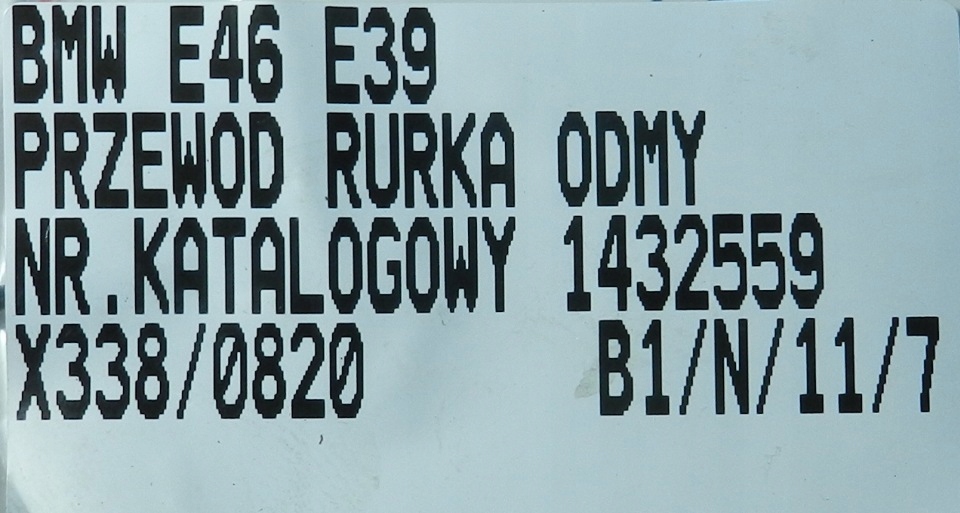 BMW E46 E39
PRZEWOD RURKA ODMY
NR.KATALOGOWY 1432559
X338/0820 B1/N/11/7